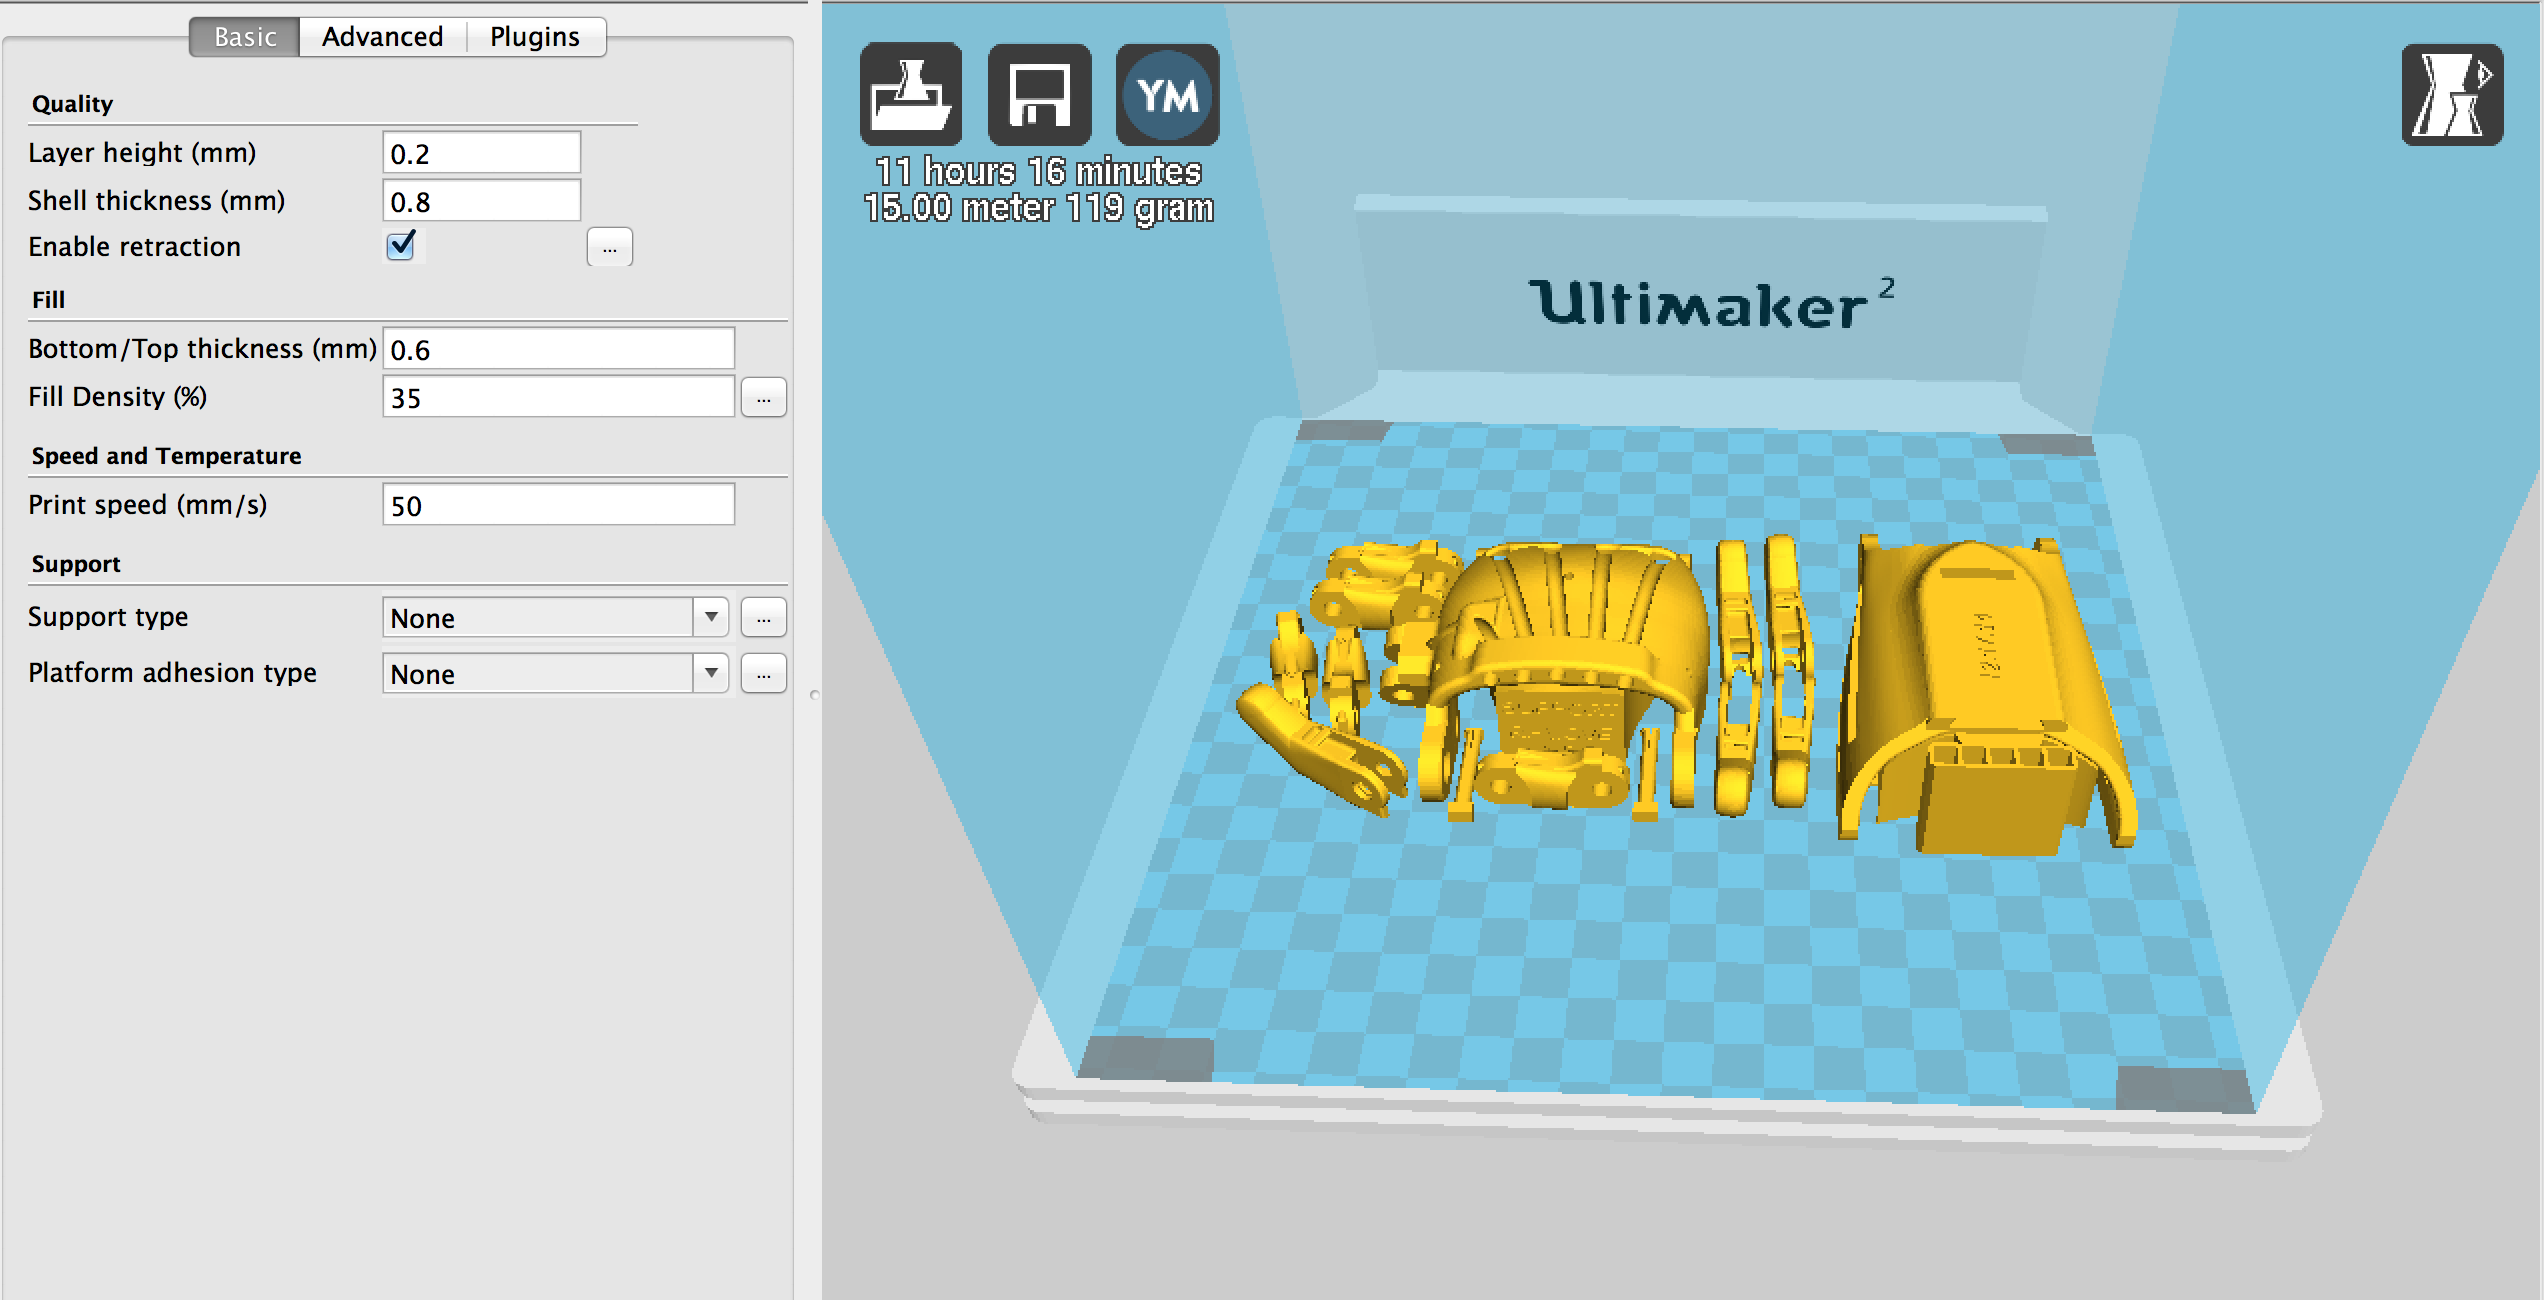 Basic Advanced Plugins
Quality
Layer height (mm) 0.2
Shell thickness (mm) 0.8
Enable retraction ...
Fill
Bottom/Top thickness (mm) 0.6
Fill Density (%) 35 ...
Speed and Temperature
Print speed (mm/s) 50
Support
Support type None ...
Platform adhesion type None ...
YM
11 hours 16 minutes
15.00 meter 119 gram
Ultimaker 2
SUPPORT
REMOVE